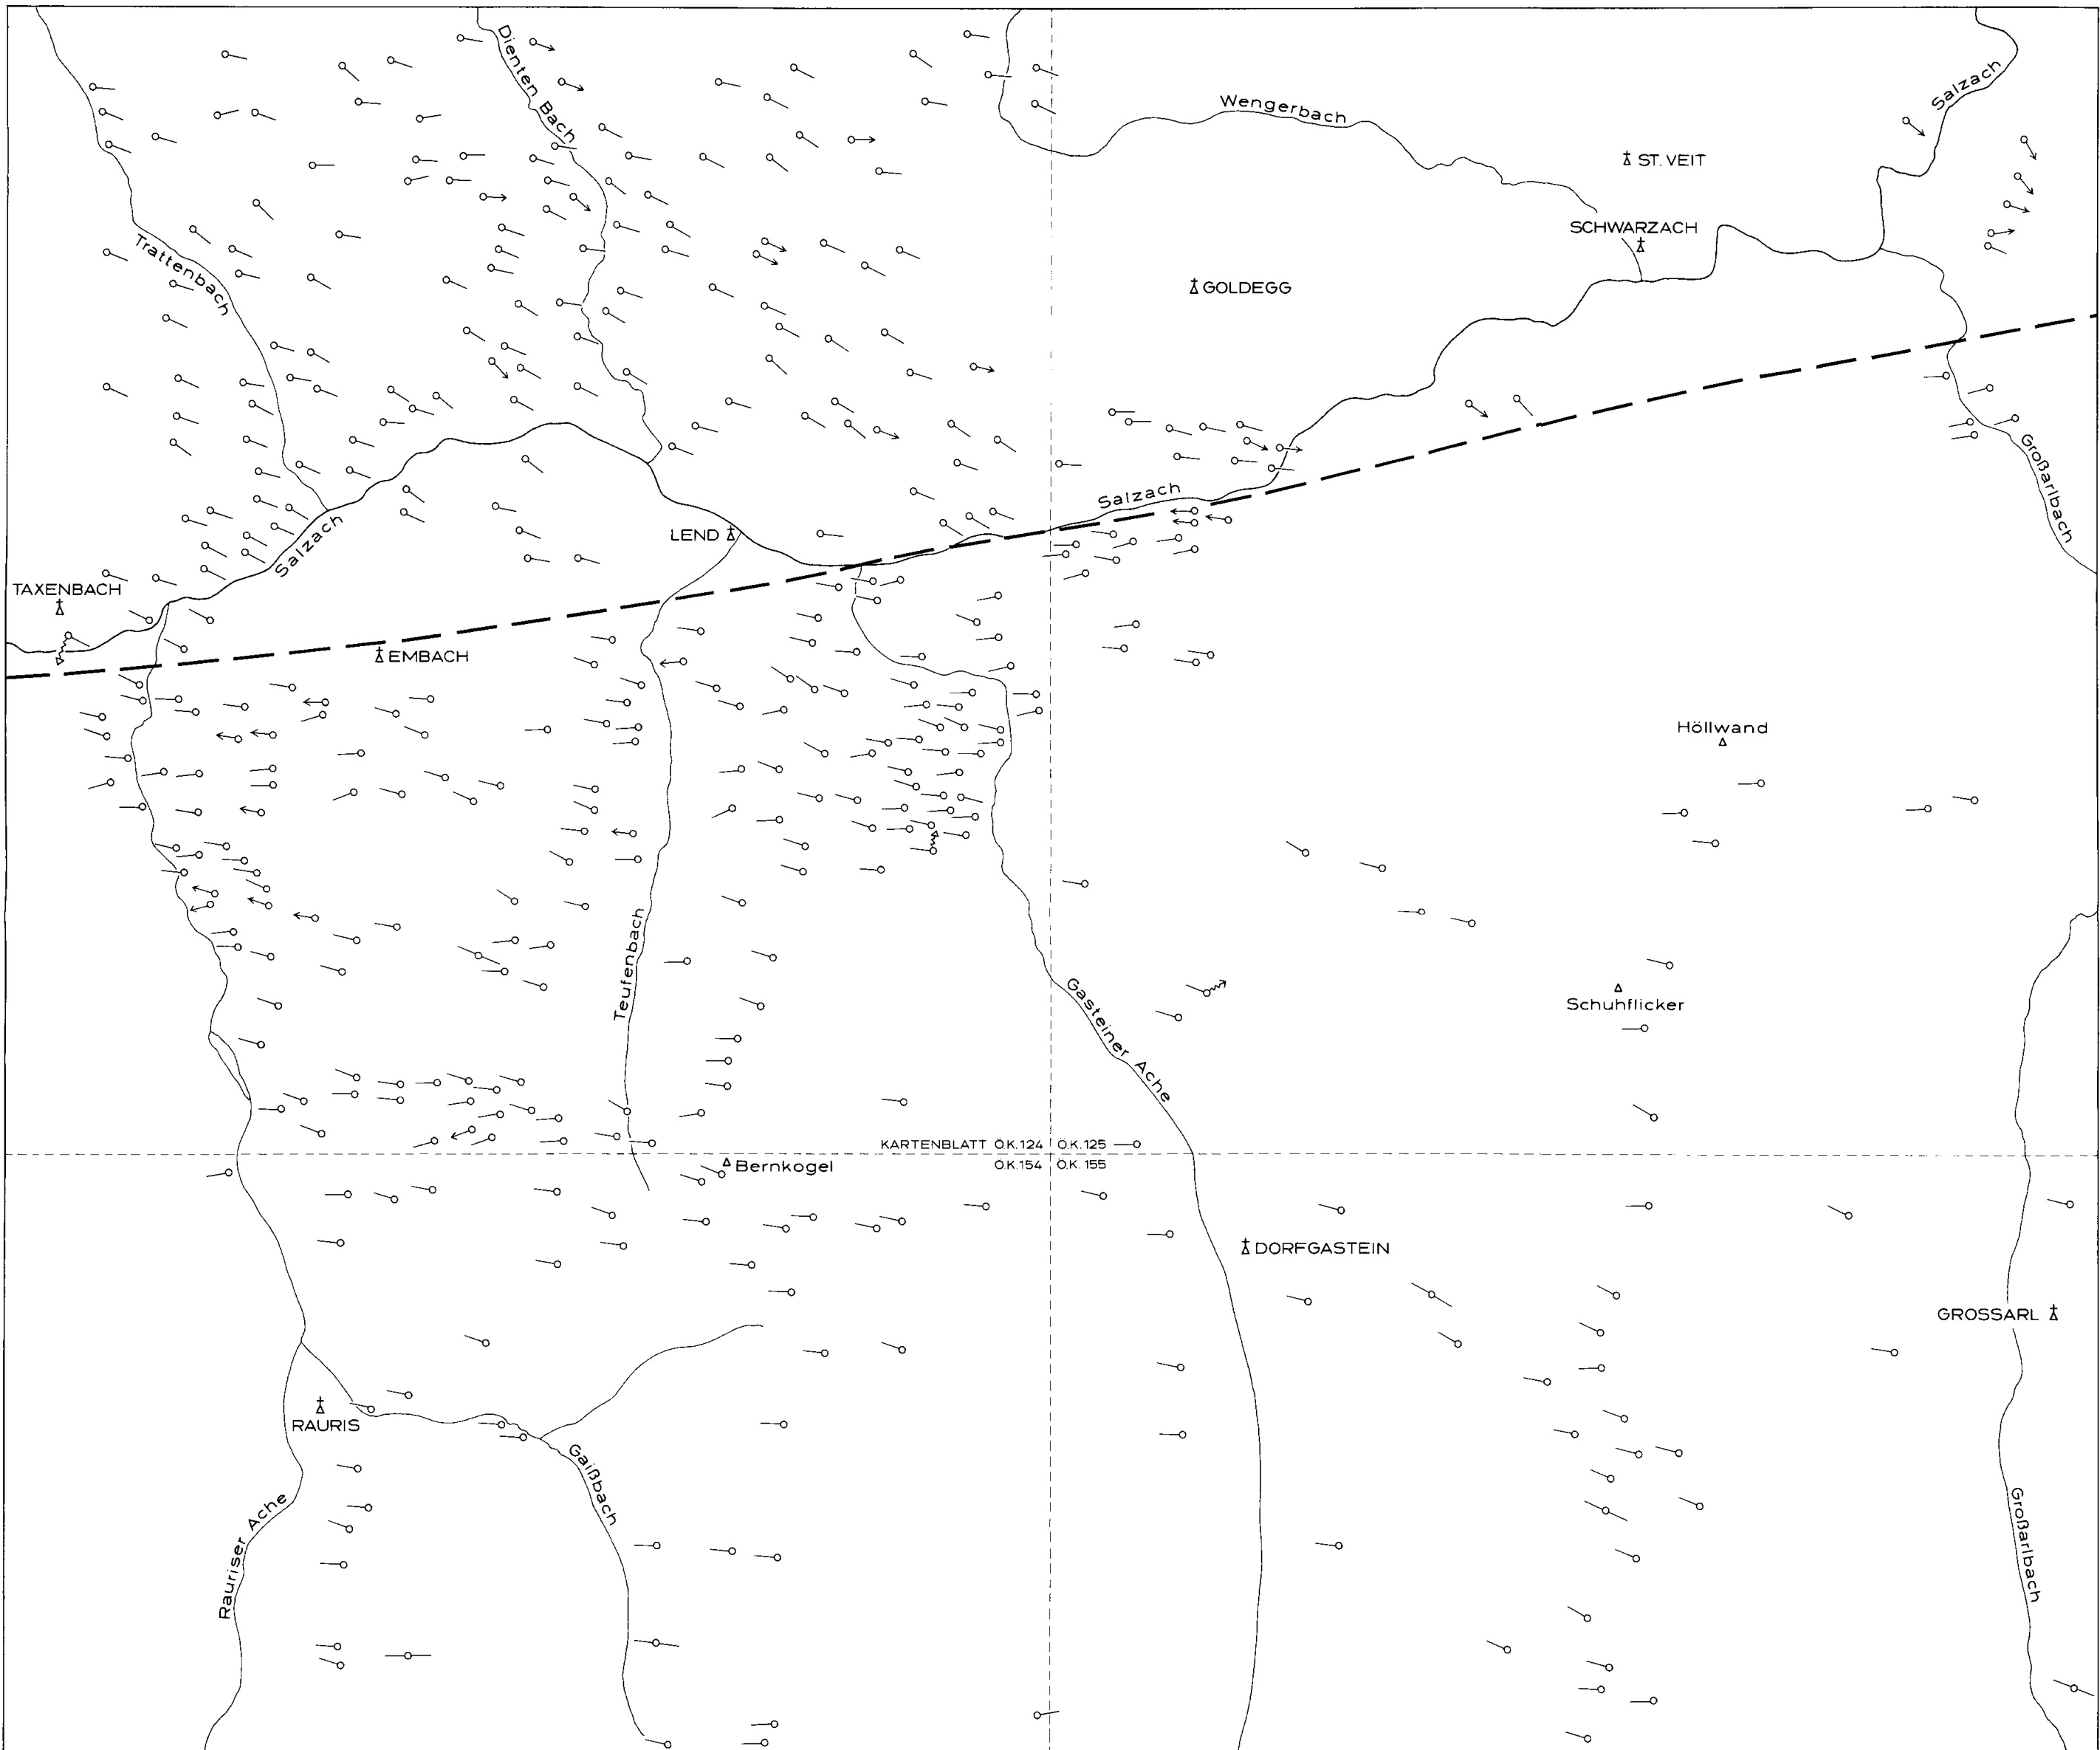 Dienten Bach
Salzach
Wengerbach
ST. VEIT
SCHWARZACH
Trattenbach
GOLDEGG
Großarlbach
Salzach
LEND
Salzach
TAXENBACH
EMBACH
Höllwand
Teufenbach
Gasteiner Ache
Schuhflicker
KARTENBLATT Ö.K.124 Ö.K.125
Ö.K.154 Ö.K.155
Bernkogel
DORFGASTEIN
GROSSARL
RAURIS
Gaißbach
Rauriser Ache
Großarlbach